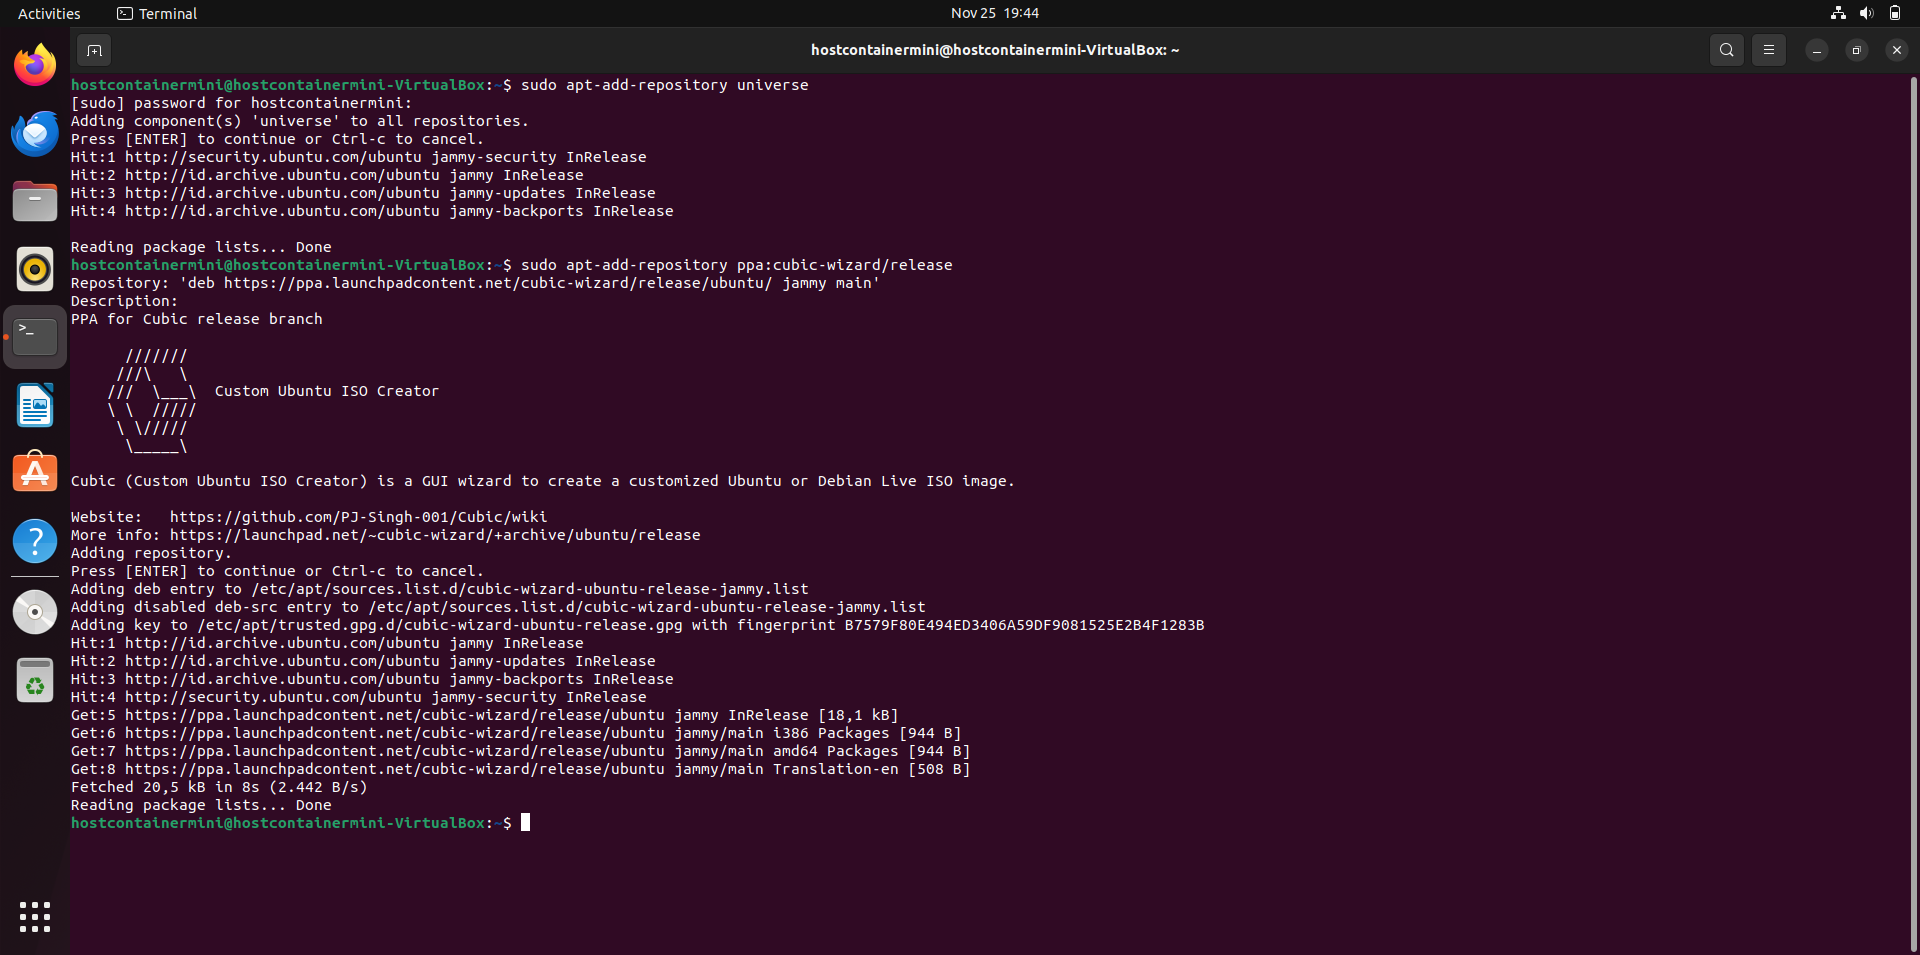 Activities
Terminal
Nov 25 19:44
hostcontainermini@hostcontainermini-VirtualBox: ~
hostcontainermini@hostcontainermini-VirtualBox:~$ sudo apt-add-repository universe
[sudo] password for hostcontainermini:
Adding component(s) 'universe' to all repositories.
Press [ENTER] to continue or Ctrl-c to cancel.
Hit:1 http://security.ubuntu.com/ubuntu jammy-security InRelease
Hit:2 http://id.archive.ubuntu.com/ubuntu jammy InRelease
Hit:3 http://id.archive.ubuntu.com/ubuntu jammy-updates InRelease
Hit:4 http://id.archive.ubuntu.com/ubuntu jammy-backports InRelease
Reading package lists... Done
hostcontainermini@hostcontainermini-VirtualBox:~$ sudo apt-add-repository ppa:cubic-wizard/release
Repository: 'deb https://ppa.launchpadcontent.net/cubic-wizard/release/ubuntu/ jammy main'
Description:
PPA for Cubic release branch
      ///////
     ///\   \
    ///  \___\  Custom Ubuntu ISO Creator
    \ \  /////
     \ \/////
      \_____\
Cubic (Custom Ubuntu ISO Creator) is a GUI wizard to create a customized Ubuntu or Debian Live ISO image.
Website:   https://github.com/PJ-Singh-001/Cubic/wiki
More info: https://launchpad.net/~cubic-wizard/+archive/ubuntu/release
Adding repository.
Press [ENTER] to continue or Ctrl-c to cancel.
Adding deb entry to /etc/apt/sources.list.d/cubic-wizard-ubuntu-release-jammy.list
Adding disabled deb-src entry to /etc/apt/sources.list.d/cubic-wizard-ubuntu-release-jammy.list
Adding key to /etc/apt/trusted.gpg.d/cubic-wizard-ubuntu-release.gpg with fingerprint B7579F80E494ED3406A59DF9081525E2B4F1283B
Hit:1 http://id.archive.ubuntu.com/ubuntu jammy InRelease
Hit:2 http://id.archive.ubuntu.com/ubuntu jammy-updates InRelease
Hit:3 http://id.archive.ubuntu.com/ubuntu jammy-backports InRelease
Hit:4 http://security.ubuntu.com/ubuntu jammy-security InRelease
Get:5 https://ppa.launchpadcontent.net/cubic-wizard/release/ubuntu jammy InRelease [18,1 kB]
Get:6 https://ppa.launchpadcontent.net/cubic-wizard/release/ubuntu jammy/main i386 Packages [944 B]
Get:7 https://ppa.launchpadcontent.net/cubic-wizard/release/ubuntu jammy/main amd64 Packages [944 B]
Get:8 https://ppa.launchpadcontent.net/cubic-wizard/release/ubuntu jammy/main Translation-en [508 B]
Fetched 20,5 kB in 8s (2.442 B/s)
Reading package lists... Done
hostcontainermini@hostcontainermini-VirtualBox:~$